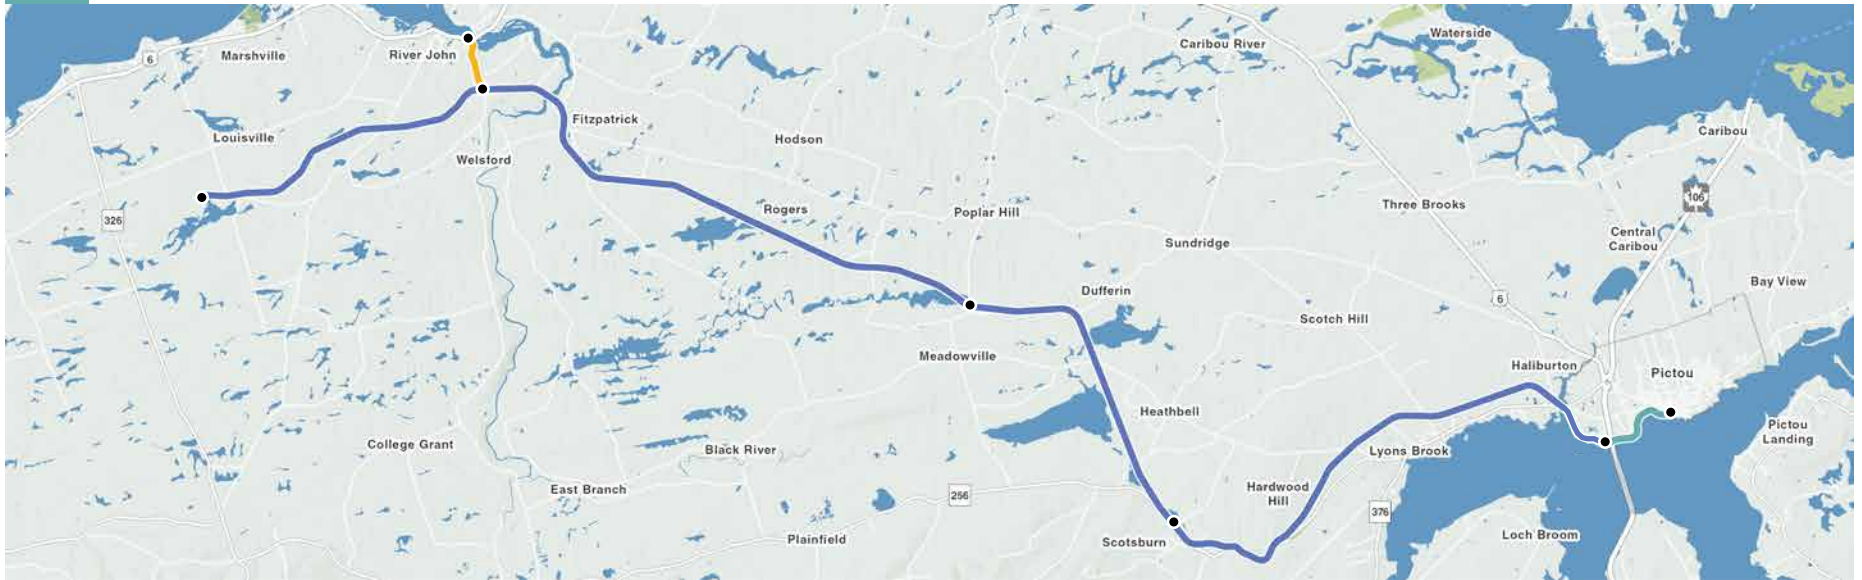 Waterside
Caribou River
6
Marshville
River John
Fitzpatrick
Caribou
Louisville
Hodson
Welsford
106
326
Rogers
Poplar Hill
Three Brooks
Sundridge
Central
Caribou
Bay View
Dufferin
6
Scotch Hill
Meadowville
Haliburton
Pictou
Heathbell
Pictou
Landing
College Grant
Black River
Lyons Brook
East Branch
256
Hardwood
Hill
376
Plainfield
Scotsburn
Loch Broom